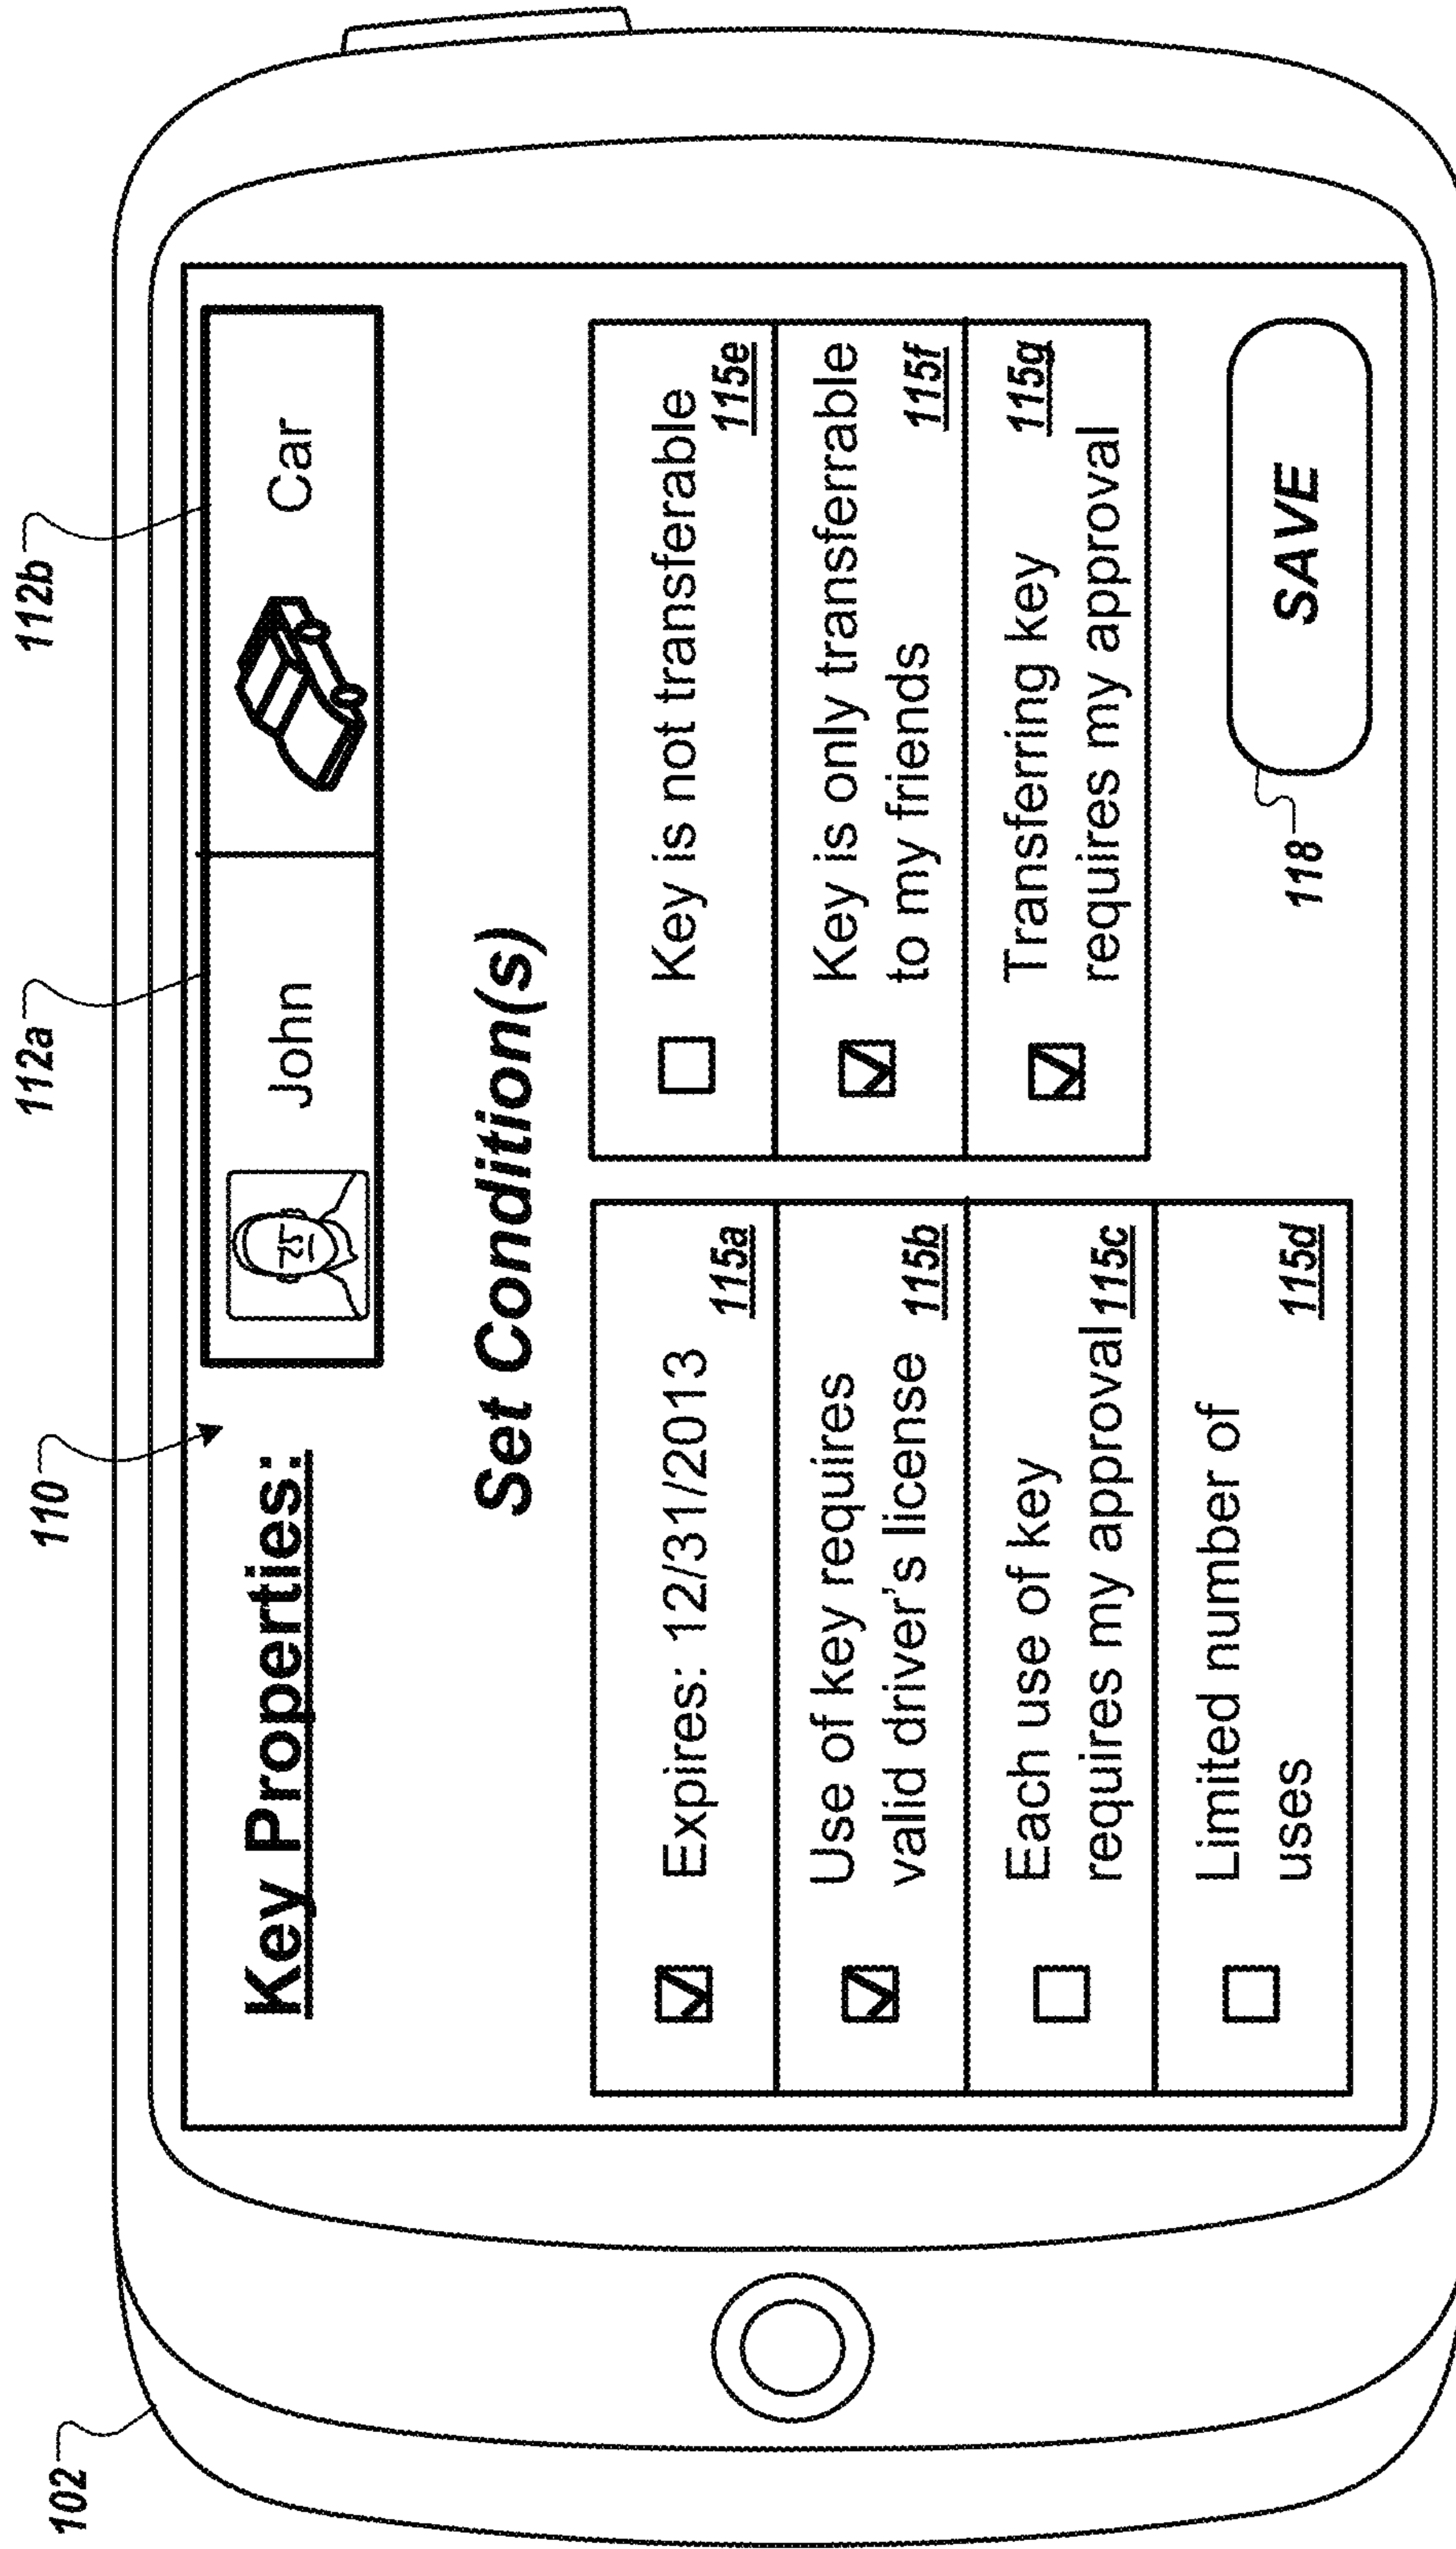 102
110
112a
112b
Key Properties:
John
Car
Set Condition(s)
Expires: 12/31/2013
115a
Use of key requires
valid driver's license
115b
Each use of key
requires my approval
115c
Limited number of
uses
115d
Key is not transferable
115e
Key is only transferrable
to my friends
115f
Transferring key
requires my approval
115g
118
SAVE